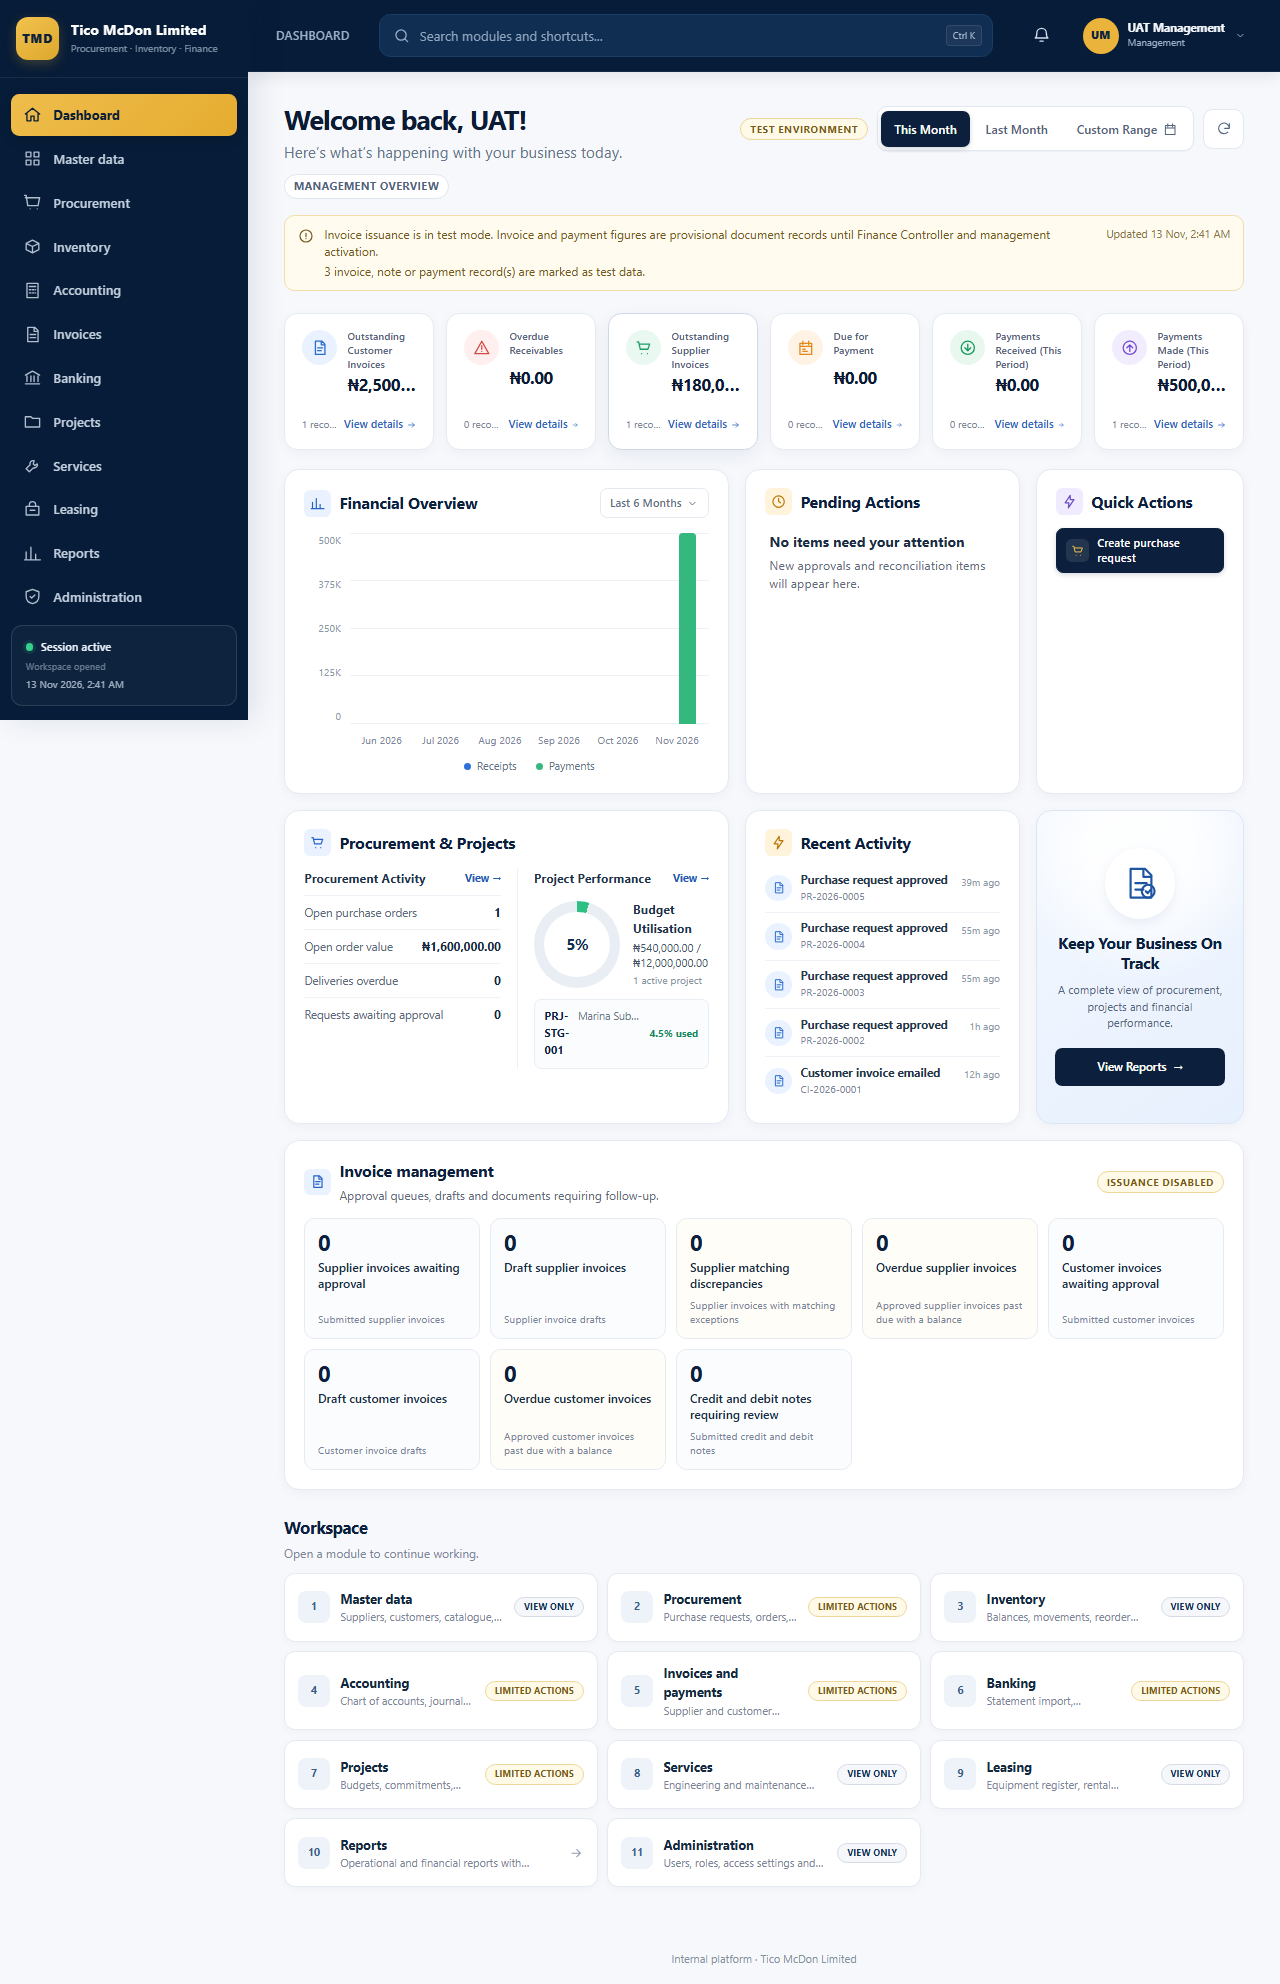 TMD
Tico McDon Limited
Procurement · Inventory · Finance
DASHBOARD
Search modules and shortcuts...
Ctrl K
UM
UAT Management
Management
Dashboard
Master data
Procurement
Inventory
Accounting
Invoices
Banking
Projects
Services
Leasing
Reports
Administration
Session active
Workspace opened
13 Nov 2026, 2:41 AM
Welcome back, UAT!
Here's what's happening with your business today.
MANAGEMENT OVERVIEW
TEST ENVIRONMENT
This Month
Last Month
Custom Range
Invoice issuance is in test mode. Invoice and payment figures are provisional document records until Finance Controller and management
activation.
3 invoice, note or payment record(s) are marked as test data.
Updated 13 Nov, 2:41 AM
Outstanding
Customer
Invoices
₦2,500...
1 reco...
View details →
Overdue
Receivables
₦0.00
0 reco...
View details →
Outstanding
Supplier
Invoices
₦180,0...
1 reco...
View details →
Due for
Payment
₦0.00
0 reco...
View details →
Payments
Received (This
Period)
₦0.00
0 reco...
View details →
Payments
Made (This
Period)
₦500,0...
1 reco...
View details →
Financial Overview
Last 6 Months
500K
375K
250K
125K
0
Jun 2026
Jul 2026
Aug 2026
Sep 2026
Oct 2026
Nov 2026
Receipts
Payments
Pending Actions
No items need your attention
New approvals and reconciliation items
will appear here.
Quick Actions
Create purchase
request
Procurement & Projects
Procurement Activity
View →
Open purchase orders
1
Open order value
₦1,600,000.00
Deliveries overdue
0
Requests awaiting approval
0
Project Performance
View →
5%
Budget
Utilisation
₦540,000.00 /
₦12,000,000.00
1 active project
PRJ-
STG-
001
Marina Sub...
4.5% used
Recent Activity
Purchase request approved
39m ago
PR-2026-0005
Purchase request approved
55m ago
PR-2026-0004
Purchase request approved
55m ago
PR-2026-0003
Purchase request approved
1h ago
PR-2026-0002
Customer invoice emailed
12h ago
CI-2026-0001
Keep Your Business On
Track
A complete view of procurement,
projects and financial
performance.
View Reports →
Invoice management
Approval queues, drafts and documents requiring follow-up.
ISSUANCE DISABLED
0
Supplier invoices awaiting
approval
Submitted supplier invoices
0
Draft supplier invoices
Supplier invoice drafts
0
Supplier matching
discrepancies
Supplier invoices with matching
exceptions
0
Overdue supplier invoices
Approved supplier invoices past
due with a balance
0
Customer invoices
awaiting approval
Submitted customer invoices
0
Draft customer invoices
Customer invoice drafts
0
Overdue customer invoices
Approved customer invoices
past due with a balance
0
Credit and debit notes
requiring review
Submitted credit and debit
notes
Workspace
Open a module to continue working.
1
Master data
Suppliers, customers, catalogue,...
VIEW ONLY
2
Procurement
Purchase requests, orders,...
LIMITED ACTIONS
3
Inventory
Balances, movements, reorder...
VIEW ONLY
4
Accounting
Chart of accounts, journal...
LIMITED ACTIONS
5
Invoices and
payments
Supplier and customer...
LIMITED ACTIONS
6
Banking
Statement import,...
LIMITED ACTIONS
7
Projects
Budgets, commitments,...
LIMITED ACTIONS
8
Services
Engineering and maintenance...
VIEW ONLY
9
Leasing
Equipment register, rental...
VIEW ONLY
10
Reports
Operational and financial reports with...
→
11
Administration
Users, roles, access settings and...
VIEW ONLY
Internal platform · Tico McDon Limited